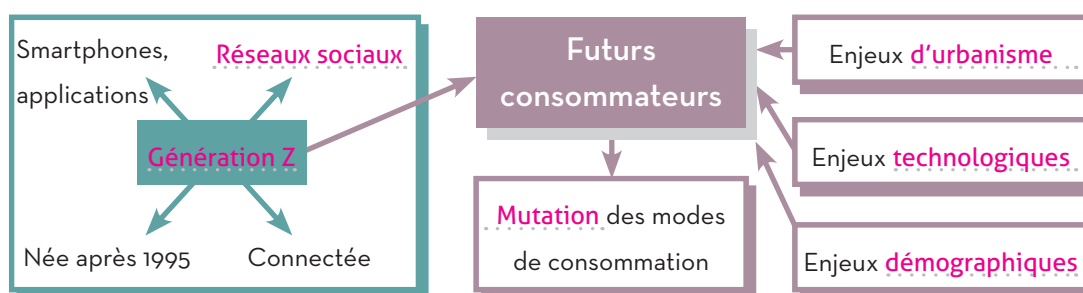 Smartphones,
applications
Réseaux sociaux
Génération Z
Née après 1995
Connectée
Futurs
consommateurs
Mutation des modes
de consommation
Enjeux d'urbanisme
Enjeux technologiques
Enjeux démographiques